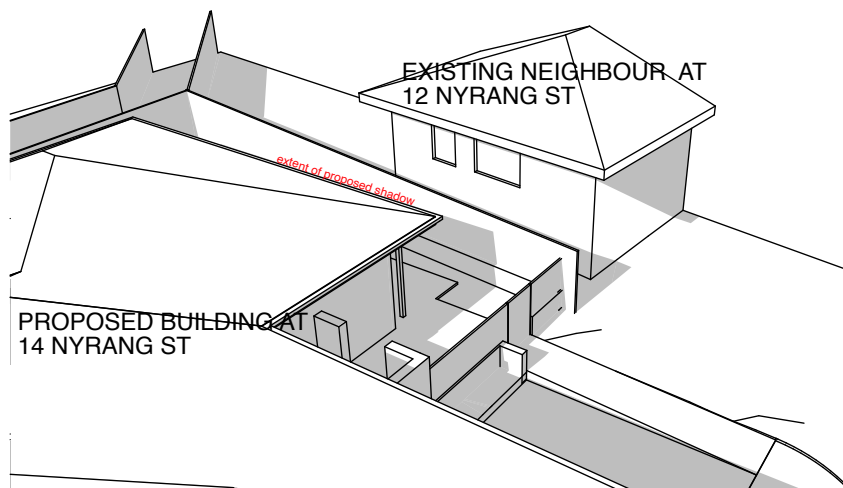 EXISTING NEIGHBOUR AT
12 NYRANG ST
extent of proposed shadow
PROPOSED BUILDING AT
14 NYRANG ST